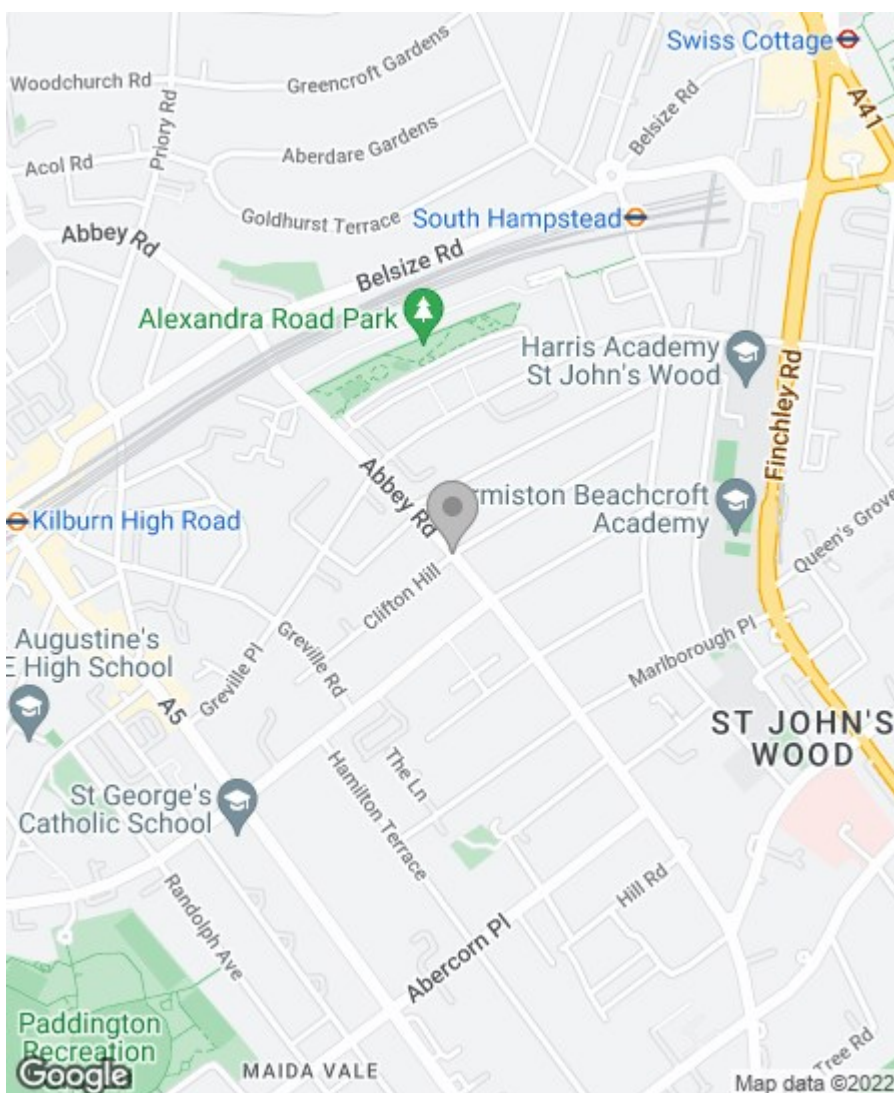 Swiss Cottage
Greencroft Gardens
Woodchurch Rd
Priory Rd
Belsize Rd
A41
Aberdare Gardens
Acol Rd
Goldhurst Terrace
South Hampstead
Abbey Rd
Belsize Rd
Alexandra Road Park
Harris Academy
St John's Wood
Finchley Rd
Abbey Rd
rmiston Beachcroft
Academy
Kilburn High Road
Queen's Grove
Clifton Hill
Augustine's
E High School
Greville Pl
Greville Rd
Marlborough Pl
A5
ST JOHN'S
WOOD
The Ln
Hamilton Terrace
St George's
Catholic School
Hill Rd
Randolph Ave
Abercorn Pl
Paddington
Recreation
MAIDA VALE
Tree Rd
Google
Map data ©2022